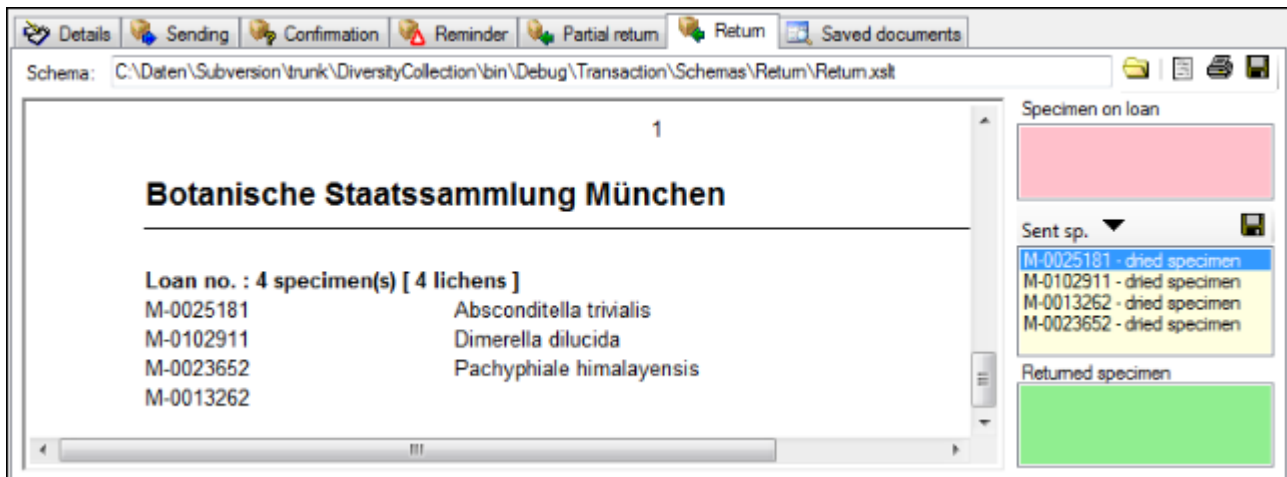 Details Sending Confirmation Reminder Partial return Return Saved documents
Schema: C:\Daten\Subversion\trunk\DiversityCollection\bin\Debug\Transaction\Schemas\Return\Return.xslt
1
Botanische Staatssammlung München
Loan no. : 4 specimen(s) [ 4 lichens ]
M-0025181 Absconditella trivialis
M-0102911 Dimerella dilucida
M-0023652 Pachyphiale himalayensis
M-0013262
Specimen on loan
Sent sp.
M-0025181 - dried specimen
M-0102911 - dried specimen
M-0013262 - dried specimen
M-0023652 - dried specimen
Returned specimen